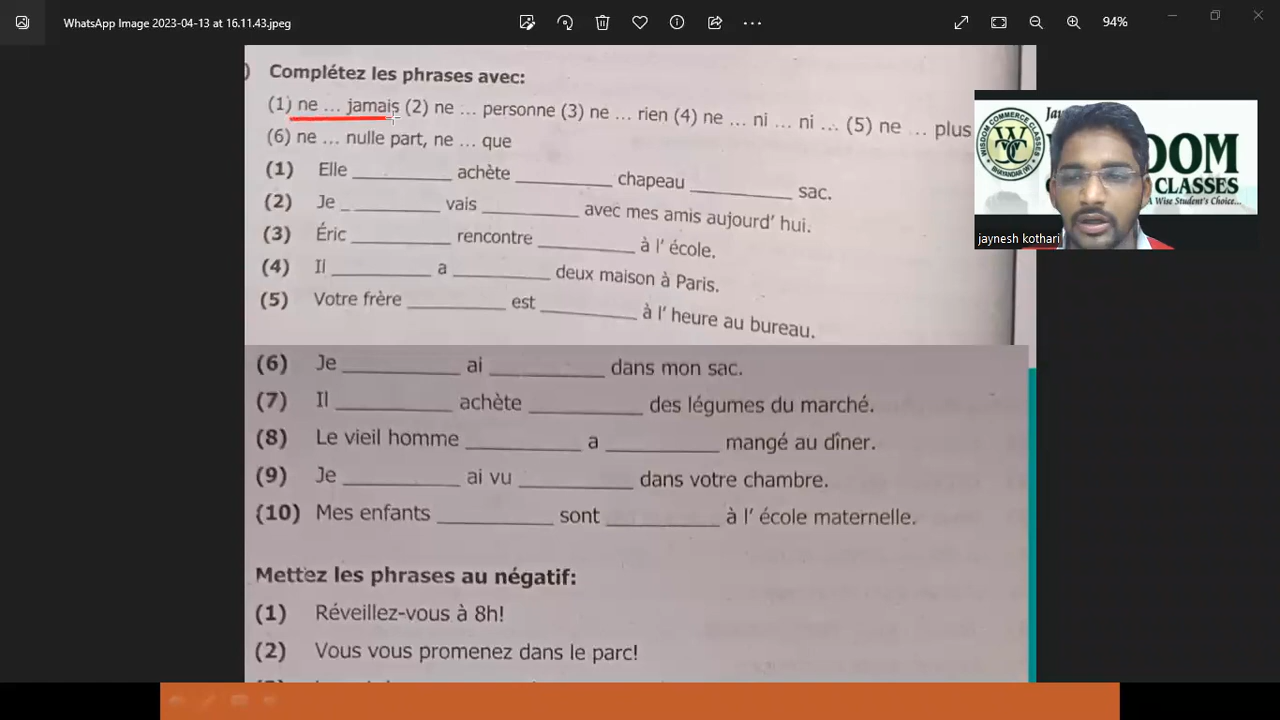 WhatsApp Image 2023-04-13 at 16.11.43.jpeg
94%
Complétez les phrases avec:
(1) ne ... jamais (2) ne ... personne (3) ne ... rien (4) ne ... ni ... ni ... (5) ne ... plus
(6) ne ... nulle part, ne ... que
(1) Elle __________ achète __________ chapeau __________ sac.
(2) Je _ __________ vais __________ avec mes amis aujourd' hui.
(3) Éric __________ rencontre __________ à l' école.
(4) Il __________ a __________ deux maison à Paris.
(5) Votre frère __________ est __________ à l' heure au bureau.
(6) Je __________ ai __________ dans mon sac.
(7) Il __________ achète __________ des légumes du marché.
(8) Le vieil homme __________ a __________ mangé au dîner.
(9) Je __________ ai vu __________ dans votre chambre.
(10) Mes enfants __________ sont __________ à l' école maternelle.
Mettez les phrases au négatif:
(1) Réveillez-vous à 8h!
(2) Vous vous promenez dans le parc!
WISDOM COMMERCE CLASSES
WCC
BHAYANDAR (W)
DOM
CLASSES
A Wise Student's Choice...
jaynesh kothari